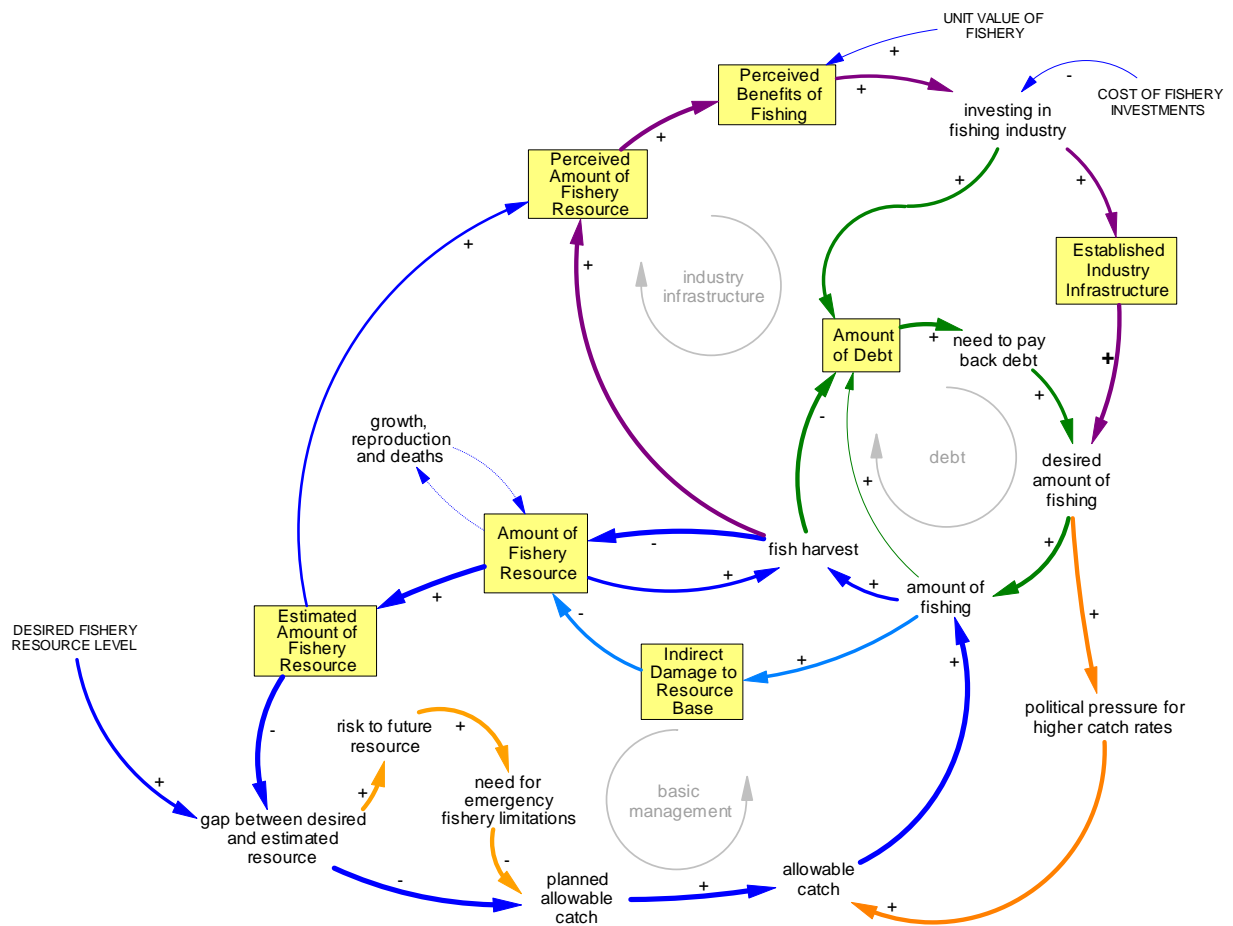 UNIT VALUE OF
FISHERY
+
Perceived
Benefits of
Fishing
+
-
COST OF FISHERY
INVESTMENTS
investing in
fishing industry
+
Perceived
Amount of
Fishery
Resource
+
+
+
+
industry
infrastructure
Established
Industry
Infrastructure
Amount
of Debt
+
need to pay
back debt
+
+
-
growth,
reproduction
and deaths
debt
desired
amount of
fishing
+
Amount of
Fishery
Resource
-
fish harvest
+
+
+
amount of
fishing
+
+
DESIRED FISHERY
RESOURCE LEVEL
Estimated
Amount of
Fishery
Resource
-
Indirect
Damage to
Resource
Base
+
+
+
political pressure for
higher catch rates
-
risk to future
resource
+
+
+
need for
emergency
fishery limitations
basic
management
gap between desired
and estimated
resource
-
-
planned
allowable
catch
+
allowable
catch
+